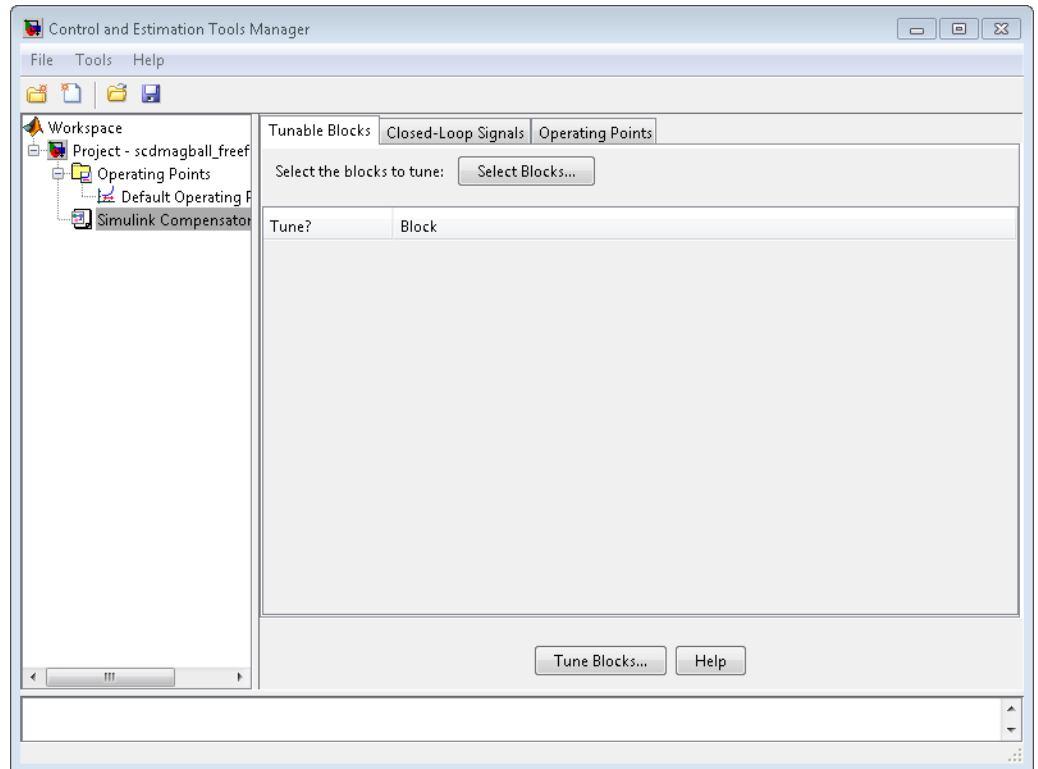 Control and Estimation Tools Manager
File Tools Help
Workspace
Project - scdmagball_freef
Operating Points
Default Operating P
Simulink Compensator
Tunable Blocks Closed-Loop Signals Operating Points
Select the blocks to tune: Select Blocks...
Tune? Block
Tune Blocks... Help